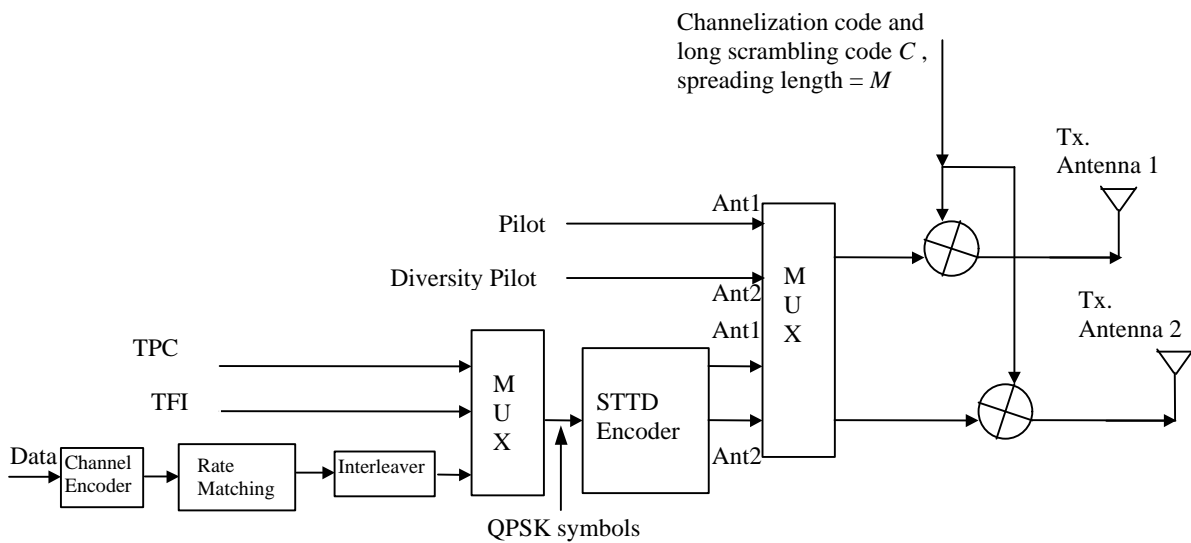 Channelization code and
long scrambling code C ,
spreading length = M
Tx.
Antenna 1
Pilot
Ant1
Diversity Pilot
Ant2
M
U
X
Tx.
Antenna 2
TPC
TFI
M
U
X
Ant1
STTD
Encoder
Ant2
Data
Channel
Encoder
Rate
Matching
Interleaver
QPSK symbols